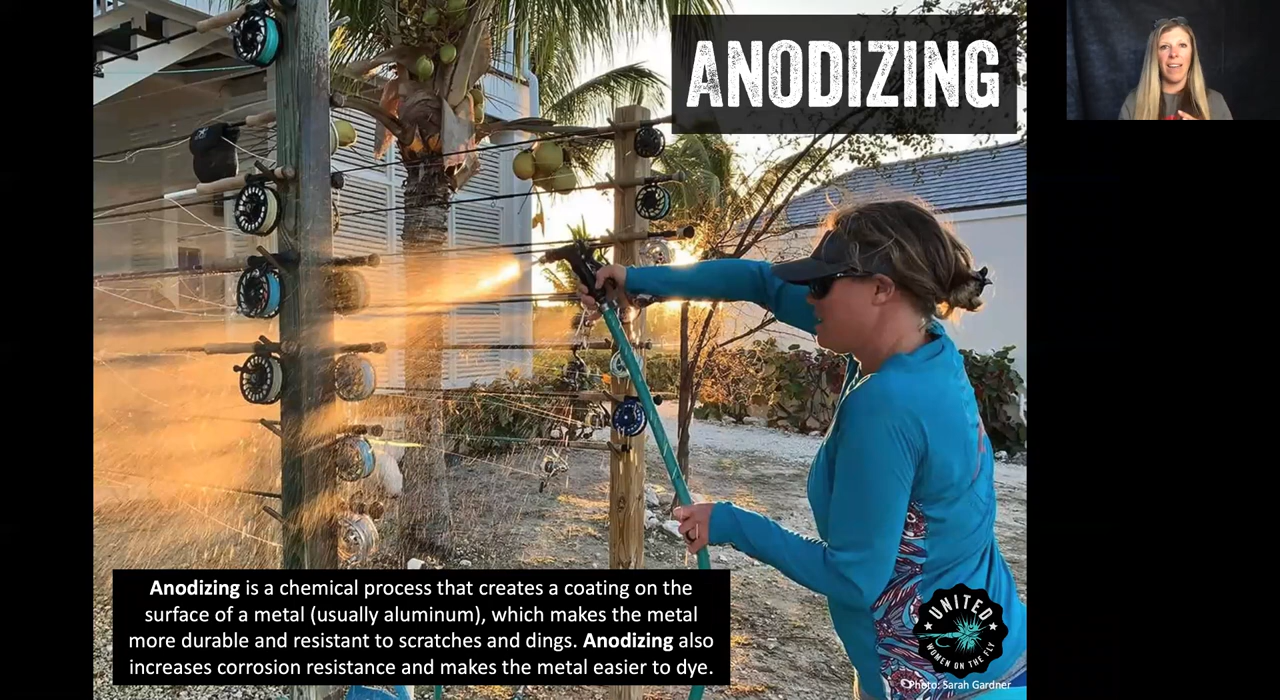 ANODIZING
Anodizing is a chemical process that creates a coating on the
surface of a metal (usually aluminum), which makes the metal
more durable and resistant to scratches and dings. Anodizing also
increases corrosion resistance and makes the metal easier to dye.
UNITED
WOMEN ON THE FLY
Photo: Sarah Gardner